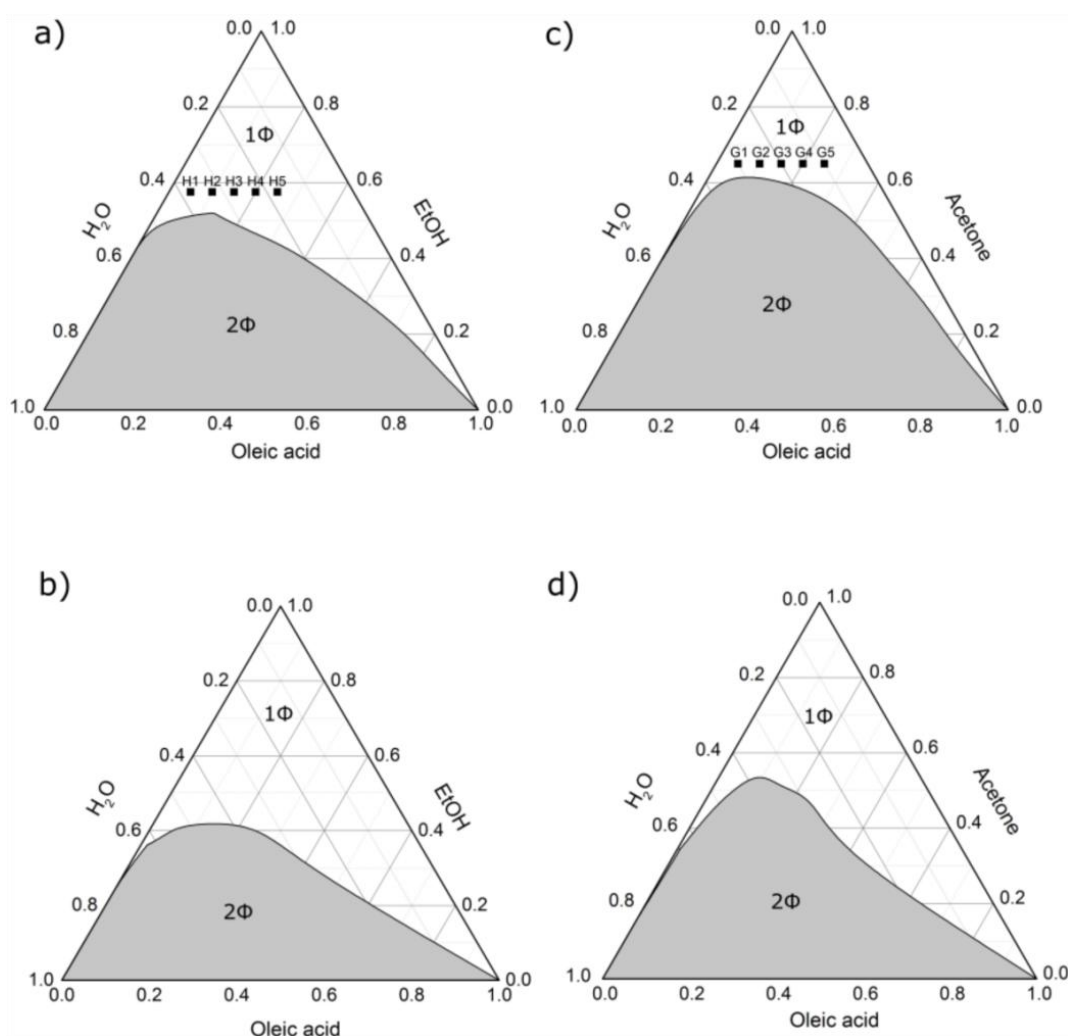 a)
0.0 1.0
0.2 0.8
1Φ
H1 H2 H3 H4 H5
0.4 0.6
H2O EtOH
0.6 0.4
2Φ
0.8 0.2
1.0 0.0
0.0 0.2 0.4 0.6 0.8 1.0
Oleic acid
c)
0.0 1.0
0.2 0.8
1Φ
G1 G2 G3 G4 G5
0.4 0.6
H2O Acetone
0.6 0.4
2Φ
0.8 0.2
1.0 0.0
0.0 0.2 0.4 0.6 0.8 1.0
Oleic acid
b)
0.0 1.0
0.2 0.8
1Φ
0.4 0.6
H2O EtOH
0.6 0.4
2Φ
0.8 0.2
1.0 0.0
0.0 0.2 0.4 0.6 0.8 1.0
Oleic acid
d)
0.0 1.0
0.2 0.8
1Φ
0.4 0.6
H2O Acetone
0.6 0.4
2Φ
0.8 0.2
1.0 0.0
0.0 0.2 0.4 0.6 0.8 1.0
Oleic acid